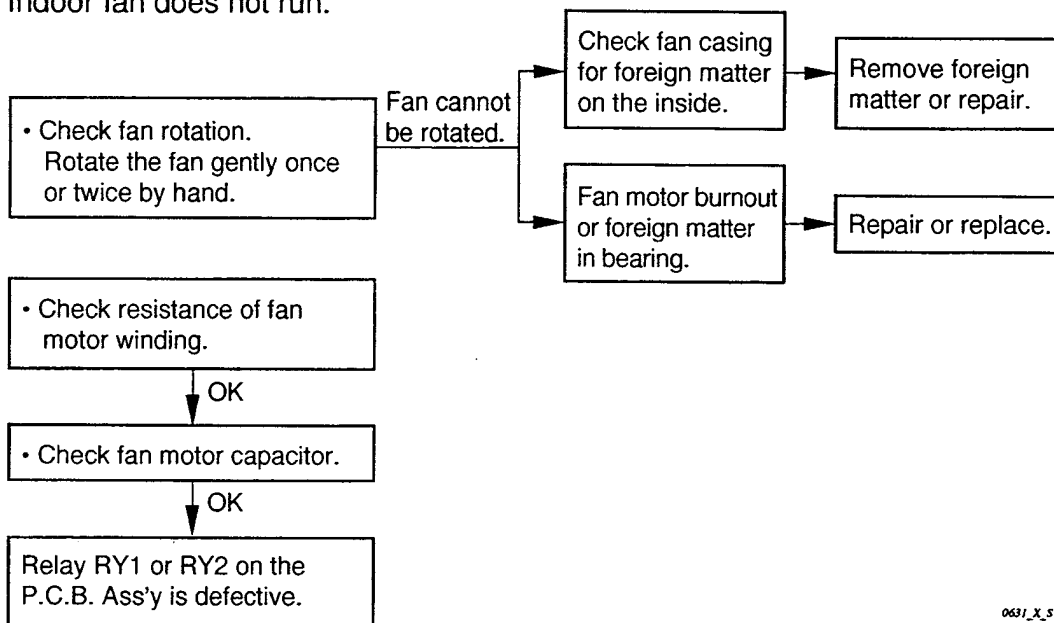 Indoor fan does not run.
• Check fan rotation.
Rotate the fan gently once
or twice by hand.
Fan cannot
be rotated.
Check fan casing
for foreign matter
on the inside.
Remove foreign
matter or repair.
Fan motor burnout
or foreign matter
in bearing.
Repair or replace.
• Check resistance of fan
motor winding.
OK
• Check fan motor capacitor.
OK
Relay RY1 or RY2 on the
P.C.B. Ass'y is defective.
0631_X_S